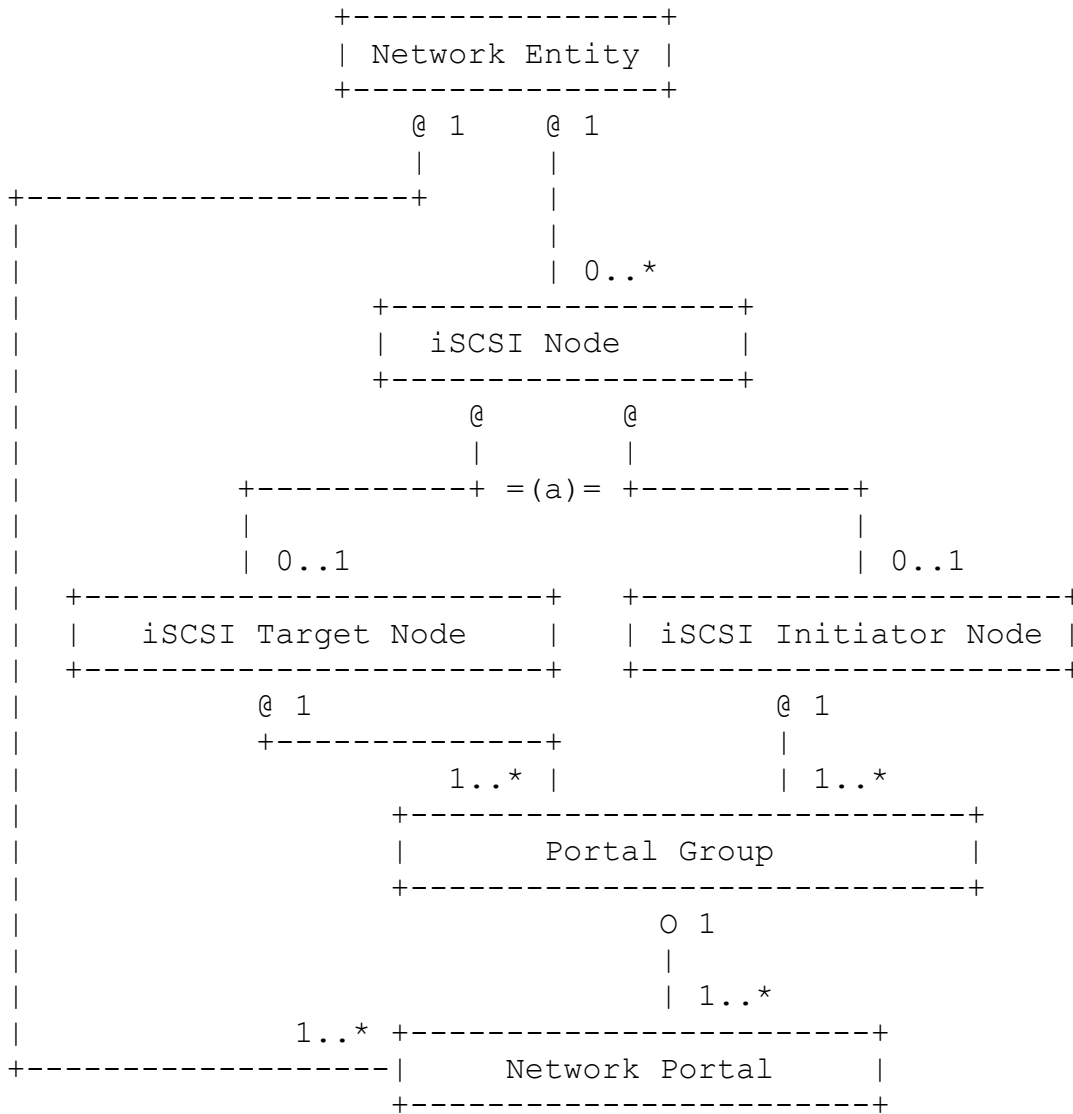 Network Entity
@ 1 @ 1
0..*
iSCSI Node
@ @
=(a)=
0..1 0..1
iSCSI Target Node iSCSI Initiator Node
@ 1 @ 1
1..* 1..*
Portal Group
O 1
1..*
1..*
Network Portal